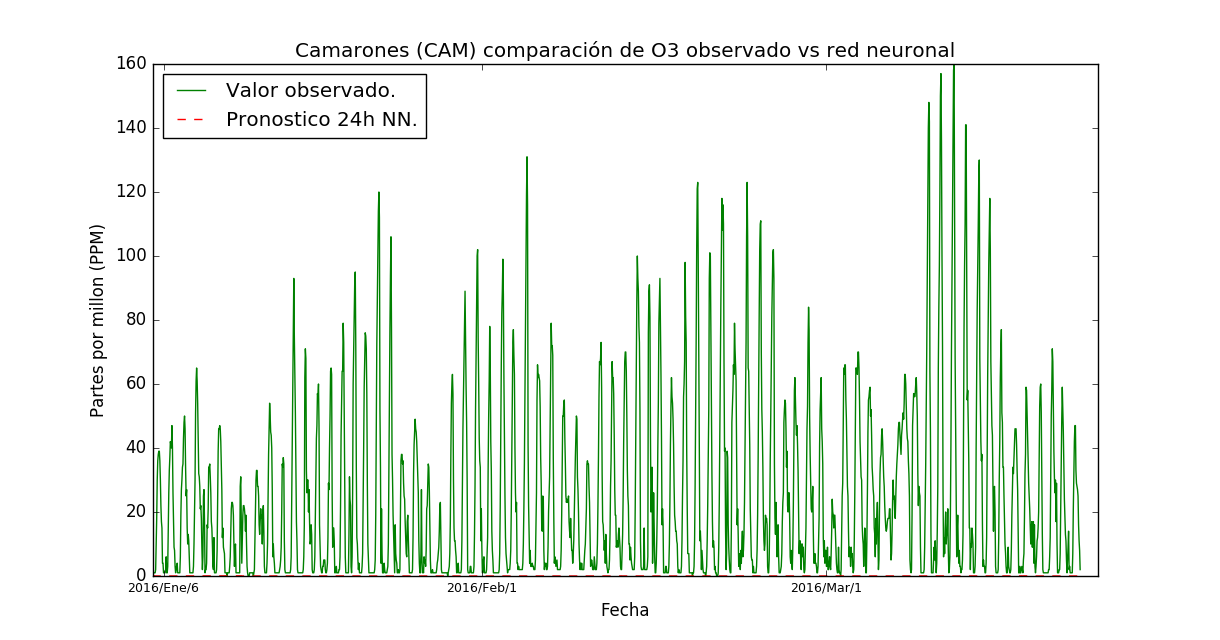 Camarones (CAM) comparación de O3 observado vs red neuronal
160
Valor observado.
Pronostico 24h NN.
140
120
100
80
60
40
20
0
Partes por millon (PPM)
2016/Ene/6
2016/Feb/1
2016/Mar/1
Fecha